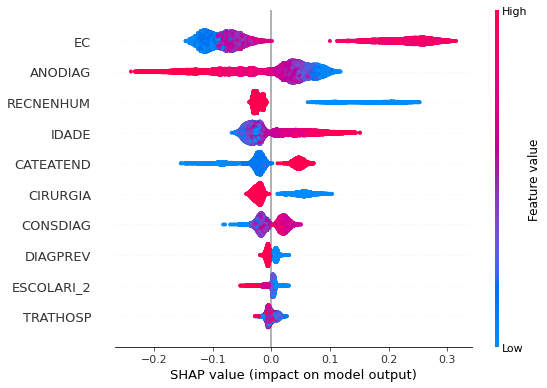 High
EC
ANODIAG
RECNENHUM
IDADE
CATEATEND
CIRURGIA
CONSDIAG
DIAGPREV
ESCOLARI_2
TRATHOSP
Feature value
Low
−0.2 −0.1 0.0 0.1 0.2 0.3
SHAP value (impact on model output)